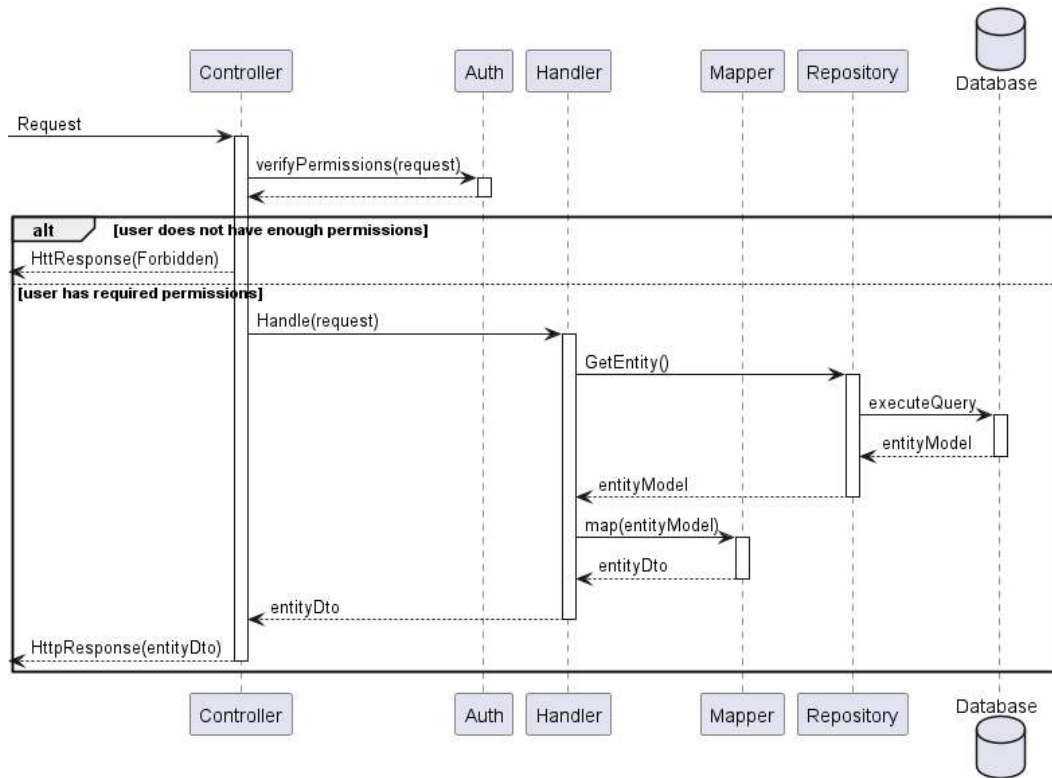 Controller
Auth
Handler
Mapper
Repository
Database
Request
verifyPermissions(request)
alt
[user does not have enough permissions]
HttResponse(Forbidden)
[user has required permissions]
Handle(request)
GetEntity()
executeQuery
entityModel
entityModel
map(entityModel)
entityDto
entityDto
HttpResponse(entityDto)
Controller
Auth
Handler
Mapper
Repository
Database